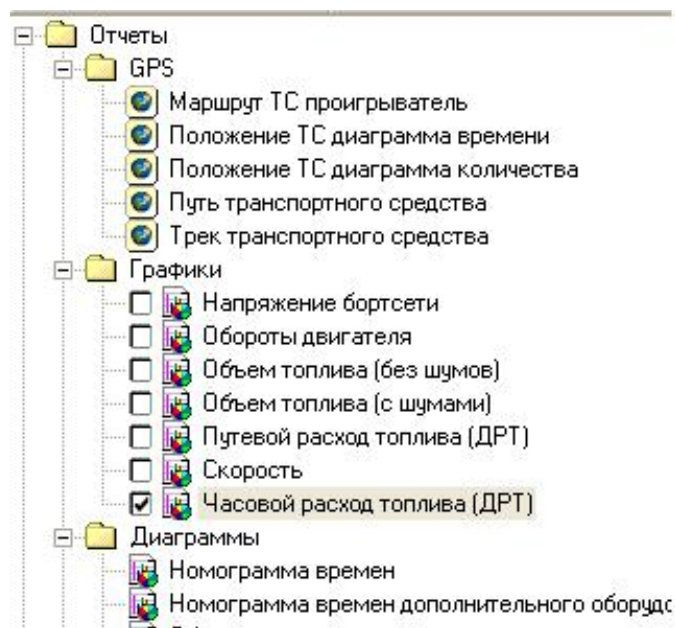 Отчеты
GPS
Маршрут ТС проигрыватель
Положение ТС диаграмма времени
Положение ТС диаграмма количества
Путь транспортного средства
Трек транспортного средства
Графики
Напряжение бортсети
Обороты двигателя
Объем топлива (без шумов)
Объем топлива (с шумами)
Путевой расход топлива (ДРТ)
Скорость
Часовой расход топлива (ДРТ)
Диаграммы
Номограмма времен
Номограмма времен дополнительного оборудо